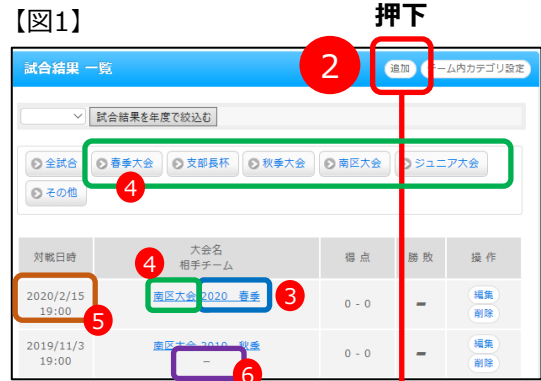 【図1】
押下
試合結果 一覧
2
追加
チーム内カテゴリ設定
試合結果を年度で絞込む
全試合
春季大会
支部長杯
秋季大会
南区大会
ジュニア大会
4
その他
対戦日時
4
大会名
相手チーム
得 点
勝 敗
操 作
2020/2/15
19:00
5
南区大会 2020 春季
3
0 - 0
-
編集
削除
2019/11/3
19:00
南区大会 2019 秋季
-
6
0 - 0
-
編集
削除